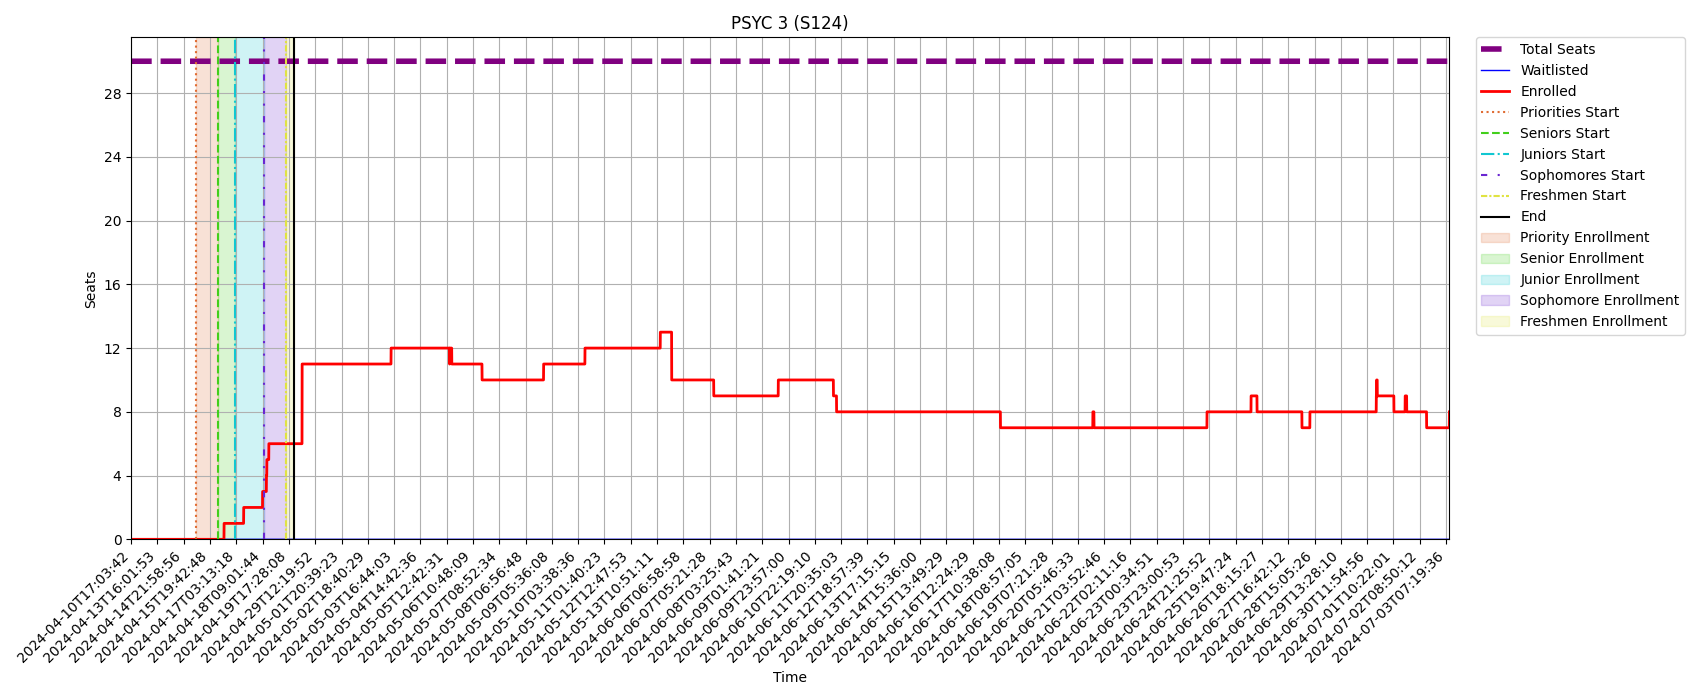 PSYC 3 (S124)
Seats
28
24
20
16
12
8
4
0
2024-04-10T17:03:42
2024-04-13T16:01:53
2024-04-14T21:58:56
2024-04-15T19:42:48
2024-04-17T03:13:18
2024-04-18T09:01:44
2024-04-19T17:28:08
2024-04-29T12:19:52
2024-05-01T20:39:23
2024-05-02T18:40:29
2024-05-03T16:44:03
2024-05-04T14:42:36
2024-05-05T12:42:31
2024-05-06T10:48:09
2024-05-07T08:52:34
2024-05-08T06:56:48
2024-05-09T05:36:08
2024-05-10T03:38:36
2024-05-11T01:40:23
2024-05-12T12:47:53
2024-05-13T10:51:11
2024-06-06T06:58:58
2024-06-07T05:21:28
2024-06-08T03:25:43
2024-06-09T01:41:21
2024-06-09T23:57:00
2024-06-10T22:19:10
2024-06-11T20:35:03
2024-06-12T18:57:39
2024-06-13T17:15:15
2024-06-14T15:36:00
2024-06-15T13:49:29
2024-06-16T12:24:29
2024-06-17T10:38:08
2024-06-18T08:57:05
2024-06-19T07:21:28
2024-06-20T05:46:33
2024-06-21T03:52:46
2024-06-22T02:11:16
2024-06-23T00:34:51
2024-06-23T23:00:53
2024-06-24T21:25:52
2024-06-25T19:47:24
2024-06-26T18:15:27
2024-06-27T16:42:12
2024-06-28T15:05:26
2024-06-29T13:28:10
2024-06-30T11:54:56
2024-07-01T10:22:01
2024-07-02T08:50:12
2024-07-03T07:19:36
Time
Total Seats
Waitlisted
Enrolled
Priorities Start
Seniors Start
Juniors Start
Sophomores Start
Freshmen Start
End
Priority Enrollment
Senior Enrollment
Junior Enrollment
Sophomore Enrollment
Freshmen Enrollment